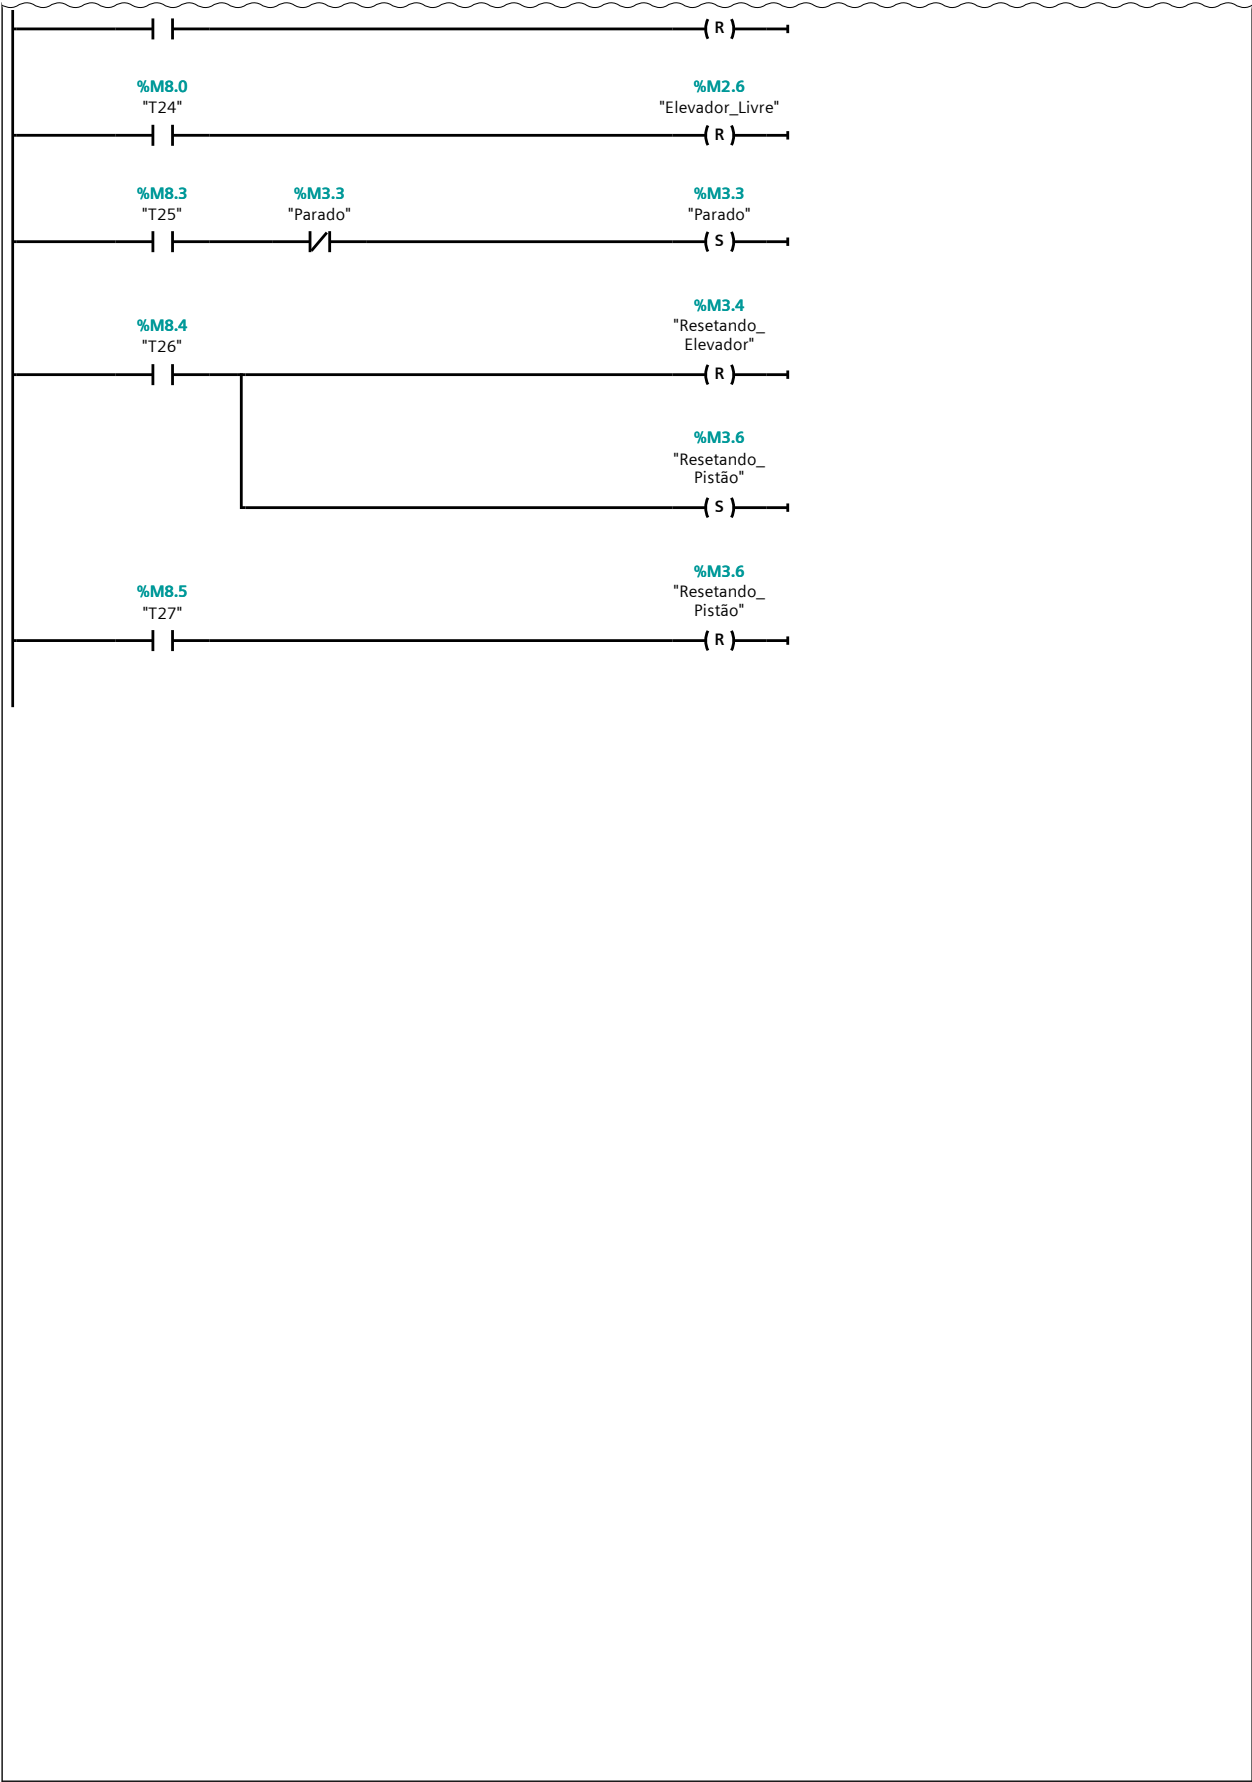 R
%M8.0 %M2.6
"T24" "Elevador_Livre"
R
%M8.3 %M3.3 %M3.3
"T25" "Parado" "Parado"
S
%M3.4
"Resetando_
Elevador"
%M8.4
"T26"
R
%M3.6
"Resetando_
Pistão"
S
%M3.6
"Resetando_
Pistão"
%M8.5
"T27"
R